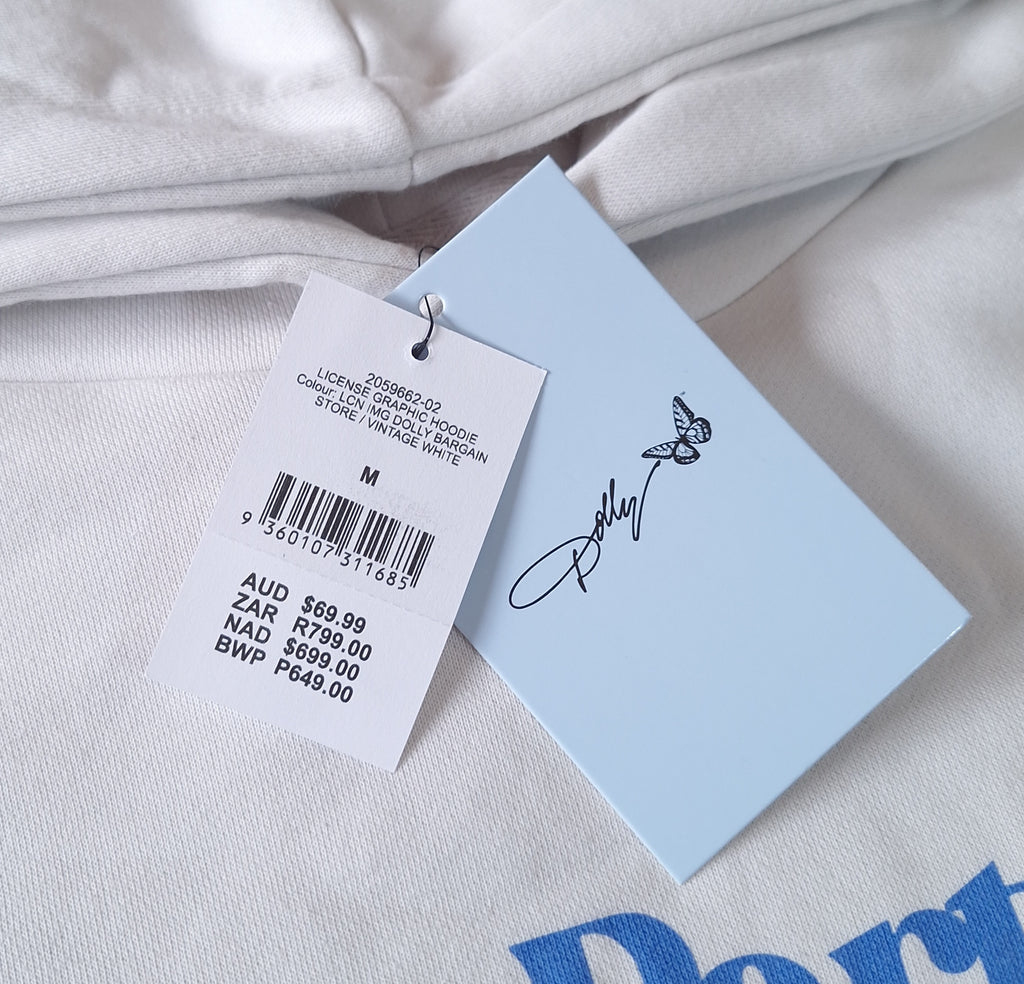 2059662-02
LICENSE GRAPHIC HOODIE
Colour: LCN IMG DOLLY BARGAIN
STORE / VINTAGE WHITE
M
9 360107 311685
AUD $69.99
ZAR R799.00
NAD $699.00
BWP P649.00
Dolly
Part